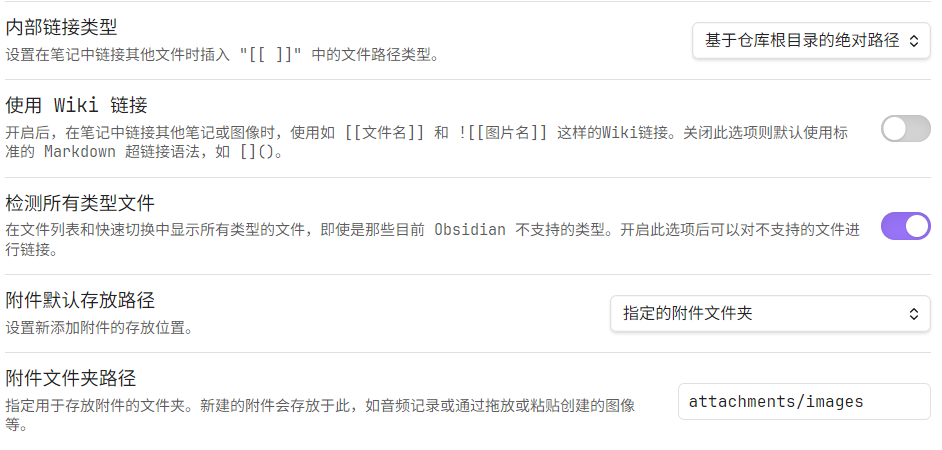 内部链接类型
设置在笔记中链接其他文件时插入 "[[ ]]" 中的文件路径类型。
基于仓库根目录的绝对路径
使用 Wiki 链接
开启后，在笔记中链接其他笔记或图像时，使用如 [[文件名]] 和 ![[图片名]] 这样的Wiki链接。关闭此选项则默认使用标
准的 Markdown 超链接语法，如 []()。
检测所有类型文件
在文件列表和快速切换中显示所有类型的文件，即使是那些目前 Obsidian 不支持的类型。开启此选项后可以对不支持的文件进
行链接。
附件默认存放路径
设置新添加附件的存放位置。
指定的附件文件夹
附件文件夹路径
指定用于存放附件的文件夹。新建的附件会存放于此，如音频记录或通过拖放或粘贴创建的图像
等。
attachments/images